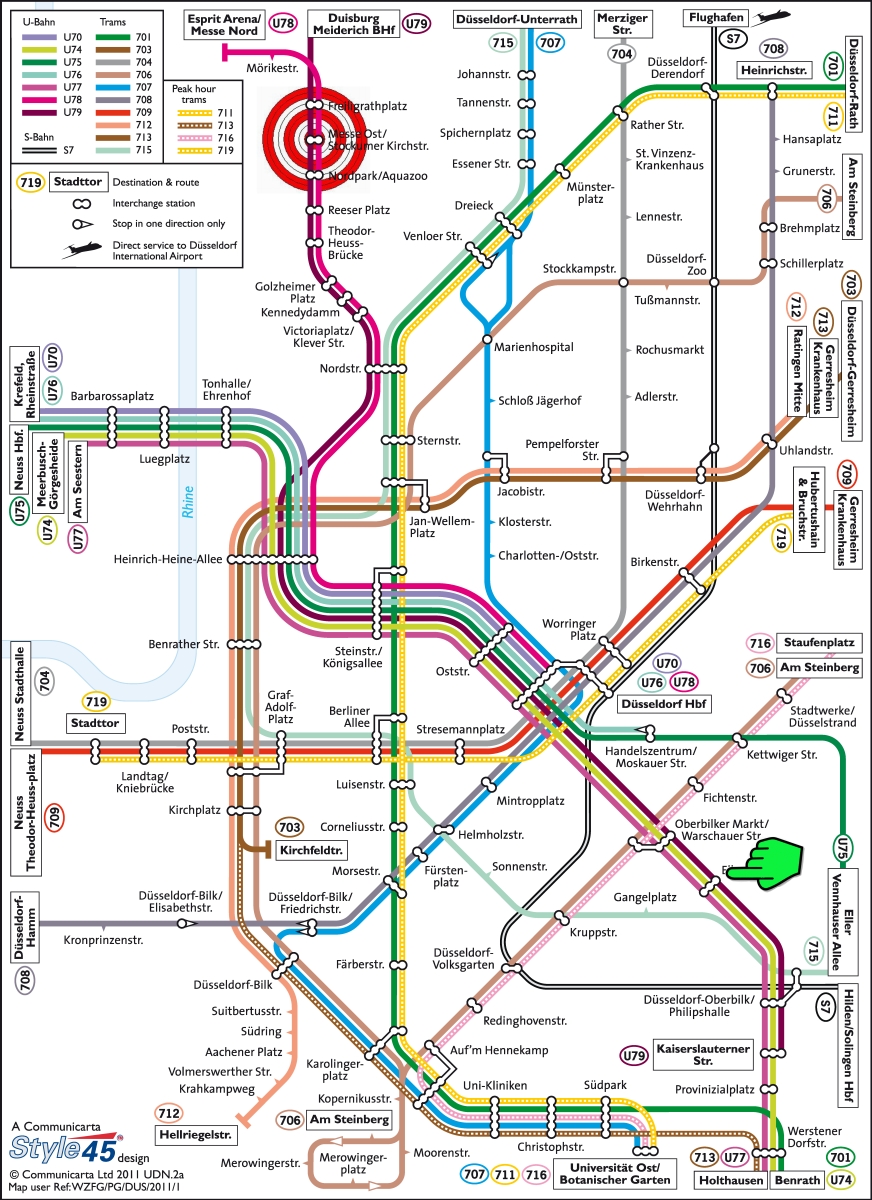 Esprit Arena/
Messe Nord
U78
Duisburg
Meiderich BHf
U79
Düsseldorf-Unterrath
715
707
Merziger
Str.
704
Flughafen
S7
708
Heinrichstr.
701
Düsseldorf-Rath
711
U-Bahn
Trams
U70
U74
U75
U76
U77
U78
U79
701
703
704
706
707
708
709
712
713
715
S-Bahn
S7
Peak hour
trams
711
713
716
719
719
Stadttor
Destination & route
Interchange station
Stop in one direction only
Direct service to Düsseldorf
International Airport
Mörikestr.
Freiligrathplatz
Messe Ost/
Stockumer Kirchstr.
Nordpark/Aquazoo
Reeser Platz
Theodor-
Heuss-
Brücke
Golzheimer
Platz
Kennedydamm
Victoriaplatz/
Klever Str.
Nordstr.
Johannstr.
Tannenstr.
Spichernplatz
Essener Str.
Dreieck
Venloer Str.
Münster-
platz
Düsseldorf-
Derendorf
Rather Str.
St. Vinzenz-
Krankenhaus
Lennestr.
Hansaplatz
Grunerstr.
Am Steinberg
706
Brehmplatz
Schillerplatz
Stockkampstr.
Düsseldorf-
Zoo
Tußmannstr.
703
Düsseldorf-Gerresheim
712
Ratingen Mitte
713
Gerresheim
Krankenhaus
Marienhospital
Rochusmarkt
Schloß Jägerhof
Adlerstr.
Krefeld,
Rheinstraße
U70
U76
Neuss Hbf.
U75
Meerbusch-
Görgesheide
U74
Am Seestern
U77
Barbarossaplatz
Luegplatz
Tonhalle/
Ehrenhof
Rhine
Sternstr.
Pempelforster
Str.
Uhlandstr.
Jacobistr.
Düsseldorf-
Wehrhahn
Jan-Wellem-
Platz
Klosterstr.
Charlotten-/Oststr.
Hubertushain
& Bruchstr.
719
709
Gerresheim
Krankenhaus
Heinrich-Heine-Allee
Birkenstr.
Benrather Str.
Steinstr./
Königsallee
Oststr.
Worringer
Platz
U70
U76
U78
Düsseldorf Hbf
716
Staufenplatz
706
Am Steinberg
Neuss Stadthalle
704
719
Stadttor
Poststr.
Landtag/
Kniebrücke
Graf-
Adolf-
Platz
Berliner
Allee
Stresemannplatz
Handelszentrum/
Moskauer Str.
Stadtwerke/
Düsselstrand
Kettwiger Str.
Neuss
Theodor-Heuss-platz
709
Kirchplatz
703
Kirchfeldtr.
Luisenstr.
Corneliusstr.
Morsestr.
Mintropplatz
Helmholzstr.
Fürsten-
platz
Sonnenstr.
Fichtenstr.
Oberbilker Markt/
Warschauer Str.
U75
Eller
Vennhauser Allee
Gangelplatz
Kruppstr.
Düsseldorf-
Hamm
708
Kronprinzenstr.
Düsseldorf-Bilk/
Elisabethstr.
Düsseldorf-Bilk/
Friedrichstr.
Färberstr.
Düsseldorf-
Volksgarten
715
S7
Hilden/Solingen Hbf
Düsseldorf-Oberbilk/
Philipshalle
Düsseldorf-Bilk
Suitbertusstr.
Südring
Aachener Platz
Volmerswerther Str.
Krahkampweg
712
Hellriegelstr.
Redinghovenstr.
Auf'm Hennekamp
Karolinger-
platz
Kopernikusstr.
706
Am Steinberg
Merowingerstr.
Merowinger-
platz
Moorenstr.
Uni-Kliniken
Südpark
Christophstr.
707
711
716
Universität Ost/
Botanischer Garten
U79
Kaiserslauterner
Str.
Provinizialplatz
Werstener
Dorfstr.
713
U77
Holthausen
Benrath
701
U74
A Communicarta
Style45
design
© Communicarta Ltd 2011 UDN.2a
Map user Ref:WZFG/PG/DUS/2011/1